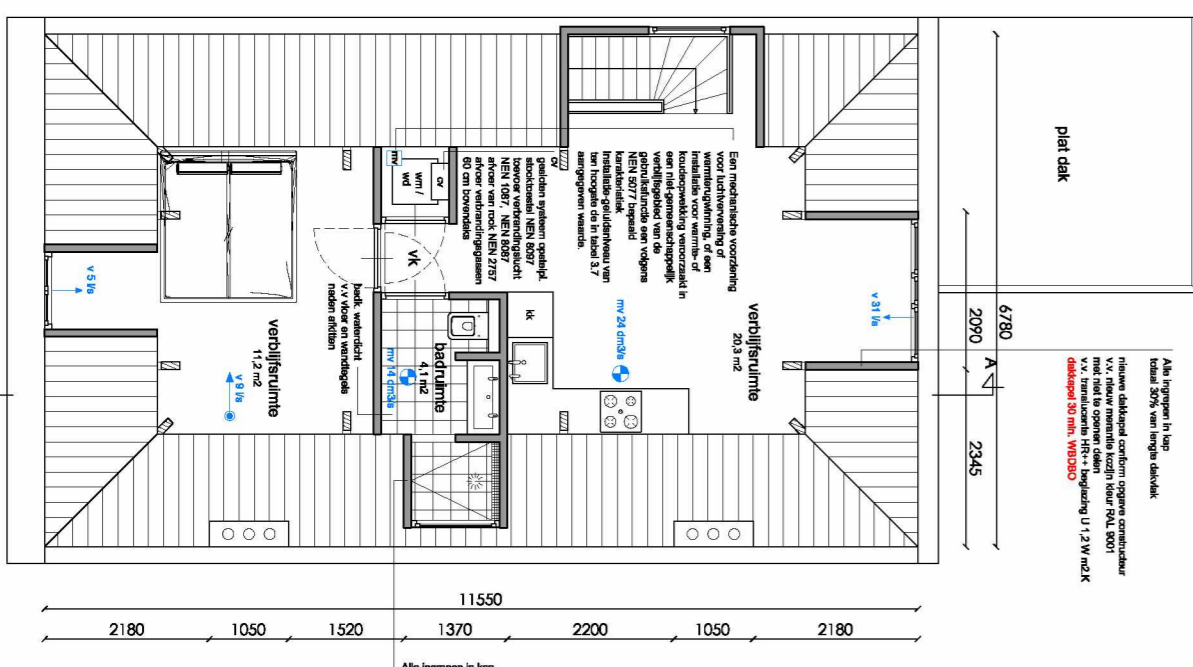 plat dak
Alle ingrepen in kap
totaal 30% van lengte dakvlak
nieuwe dakkapel conform opgave constructeur
v.v. nieuw merantie kozijn kleur RAL 9001
met niet te openen delen
v.v. translucente HR++ beglazing U 1,2 W m2.K
dakkapel 30 min. WBDBO
6780
2090
A
2345
v 31 l/s
verblijfsruimte
20,3 m2
Een mechanische voorziening
voor luchtverversing of
warmterugwinning, of een
installatie voor warmte- of
koudeopwekking veroorzaakt in
een niet-gemeenschappelijk
verblijfsgebied van de
gebruiksfunctie een volgens
NEN 5077 bepaald
karakteristiek
installatie-geluidsniveau van
ten hoogste de in tabel 3.7
aangegeven waarde.
mv 24 dm3/s
kk
cv
gesloten systeem opstelpl.
stooktoestel NEN 8097
toevoer verbrandingslucht
NEN 1087, NEN 8087
afvoer van rook NEN 2757
afvoer verbrandingsgassen
60 cm bovendaks
cv
wm /
wd
mv
vk
badruimte
4,1 m2
mv 14 dm3/s
badk. waterdicht
v.v vloer en wandtegels
naden afkitten
verblijfsruimte
11,2 m2
v 9 l/s
v 5 l/s
11550
2180
1050
1520
1370
2200
1050
2180
Alle ingrepen in kap